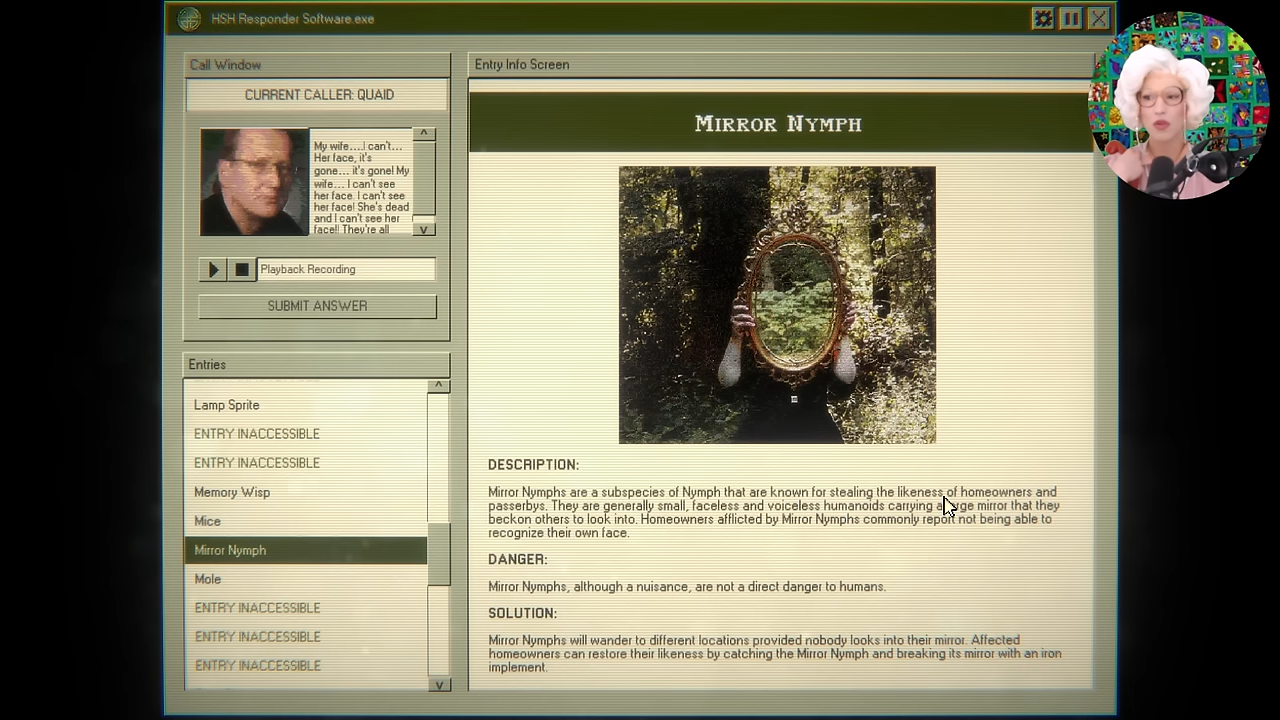 HSH Responder Software.exe
Call Window
CURRENT CALLER: QUAID
My wife....I can't...
Her face, it's
gone... it's gone! My
wife... I can't see
her face. I can't see
her face! She's dead
and I can't see her
face!! They're all
Playback Recording
SUBMIT ANSWER
Entries
Lamp Sprite
ENTRY INACCESSIBLE
ENTRY INACCESSIBLE
Memory Wisp
Mice
Mirror Nymph
Mole
ENTRY INACCESSIBLE
ENTRY INACCESSIBLE
ENTRY INACCESSIBLE
Entry Info Screen
Mirror Nymph
DESCRIPTION:
Mirror Nymphs are a subspecies of Nymph that are known for stealing the likeness of homeowners and
passerbys. They are generally small, faceless and voiceless humanoids carrying a large mirror that they
beckon others to look into. Homeowners afflicted by Mirror Nymphs commonly report not being able to
recognize their own face.
DANGER:
Mirror Nymphs, although a nuisance, are not a direct danger to humans.
SOLUTION:
Mirror Nymphs will wander to different locations provided nobody looks into their mirror. Affected
homeowners can restore their likeness by catching the Mirror Nymph and breaking its mirror with an iron
implement.